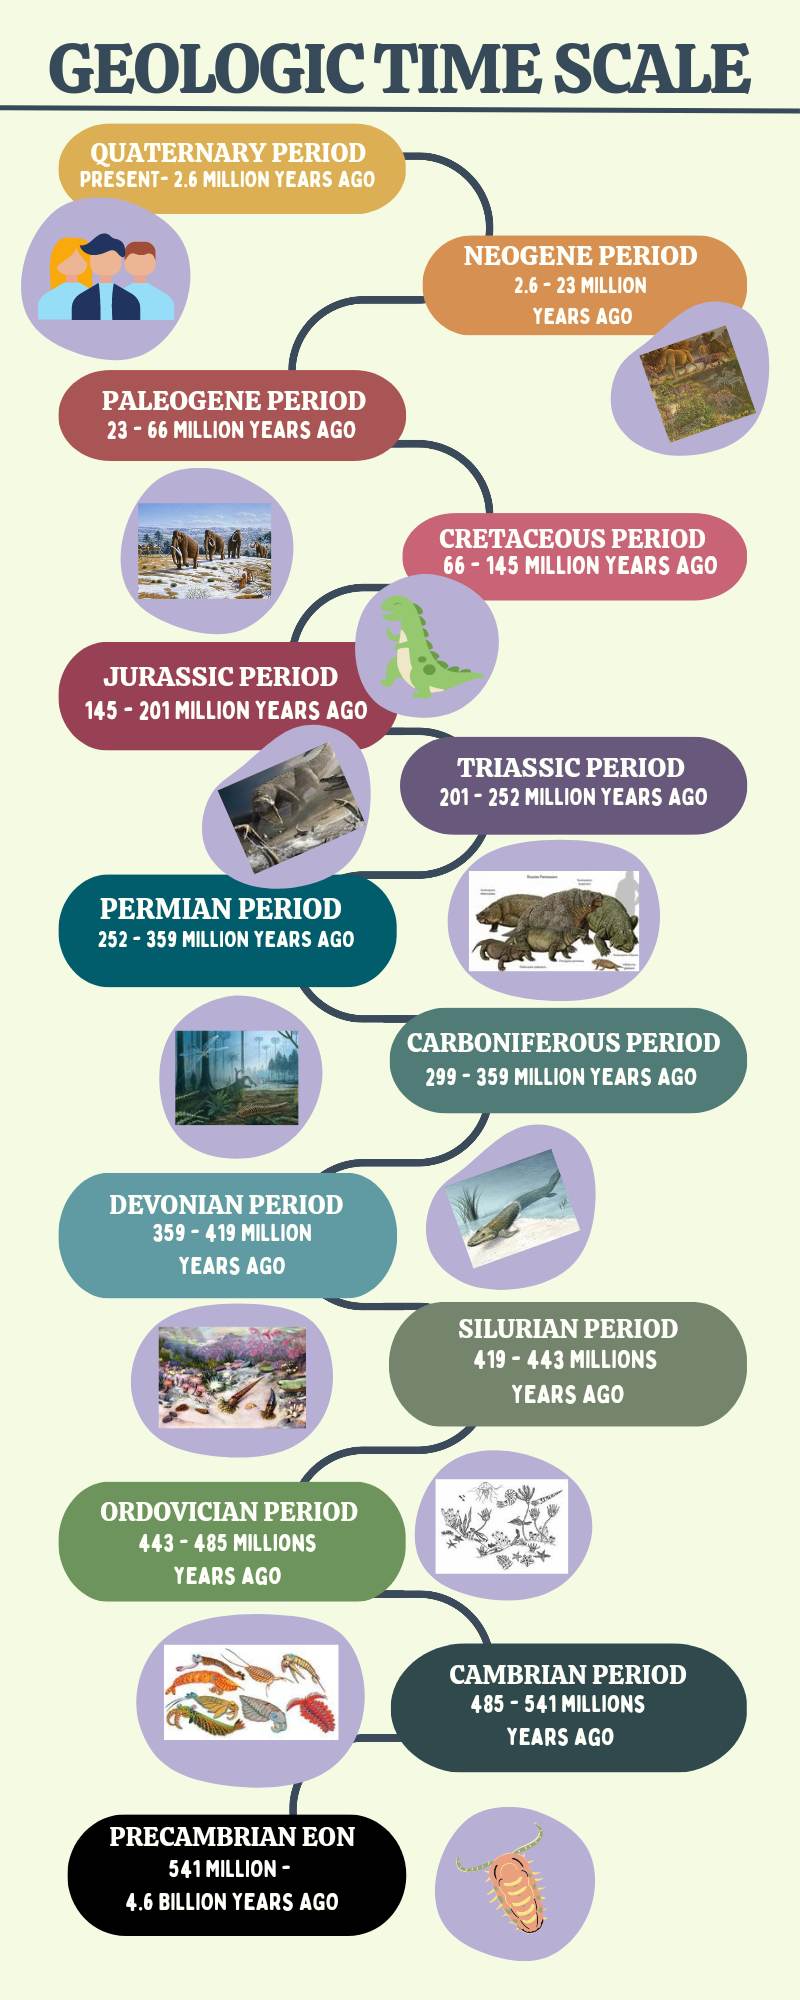 GEOLOGIC TIME SCALE
QUATERNARY PERIOD
PRESENT- 2.6 MILLION YEARS AGO
NEOGENE PERIOD
2.6 - 23 MILLION
YEARS AGO
PALEOGENE PERIOD
23 - 66 MILLION YEARS AGO
CRETACEOUS PERIOD
66 - 145 MILLION YEARS AGO
JURASSIC PERIOD
145 - 201 MILLION YEARS AGO
TRIASSIC PERIOD
201 - 252 MILLION YEARS AGO
PERMIAN PERIOD
252 - 359 MILLION YEARS AGO
CARBONIFEROUS PERIOD
299 - 359 MILLION YEARS AGO
DEVONIAN PERIOD
359 - 419 MILLION
YEARS AGO
SILURIAN PERIOD
419 - 443 MILLIONS
YEARS AGO
ORDOVICIAN PERIOD
443 - 485 MILLIONS
YEARS AGO
CAMBRIAN PERIOD
485 - 541 MILLIONS
YEARS AGO
PRECAMBRIAN EON
541 MILLION -
4.6 BILLION YEARS AGO